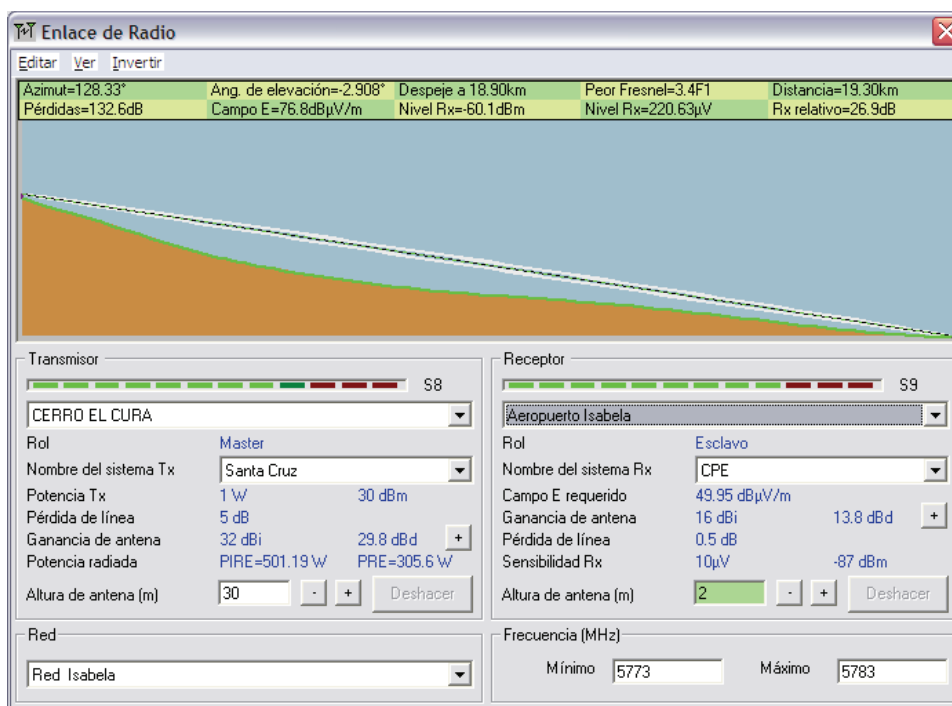 Enlace de Radio
Editar Ver Invertir
Azimut=128.33° Ang. de elevación=-2.908° Despeje a 18.90km Peor Fresnel=3.4F1 Distancia=19.30km
Pérdidas=132.6dB Campo E=76.8dBµV/m Nivel Rx=-60.1dBm Nivel Rx=220.63µV Rx relativo=26.9dB
Transmisor
S8
CERRO EL CURA
Rol Master
Nombre del sistema Tx Santa Cruz
Potencia Tx 1 W 30 dBm
Pérdida de línea 5 dB
Ganancia de antena 32 dBi 29.8 dBd +
Potencia radiada PIRE=501.19 W PRE=305.6 W
Altura de antena (m) 30 - + Deshacer
Red
Red Isabela
Receptor
S9
Aeropuerto Isabela
Rol Esclavo
Nombre del sistema Rx CPE
Campo E requerido 49.95 dBµV/m
Ganancia de antena 16 dBi 13.8 dBd +
Pérdida de línea 0.5 dB
Sensibilidad Rx 10µV -87 dBm
Altura de antena (m) 2 - + Deshacer
Frecuencia (MHz)
Mínimo 5773 Máximo 5783